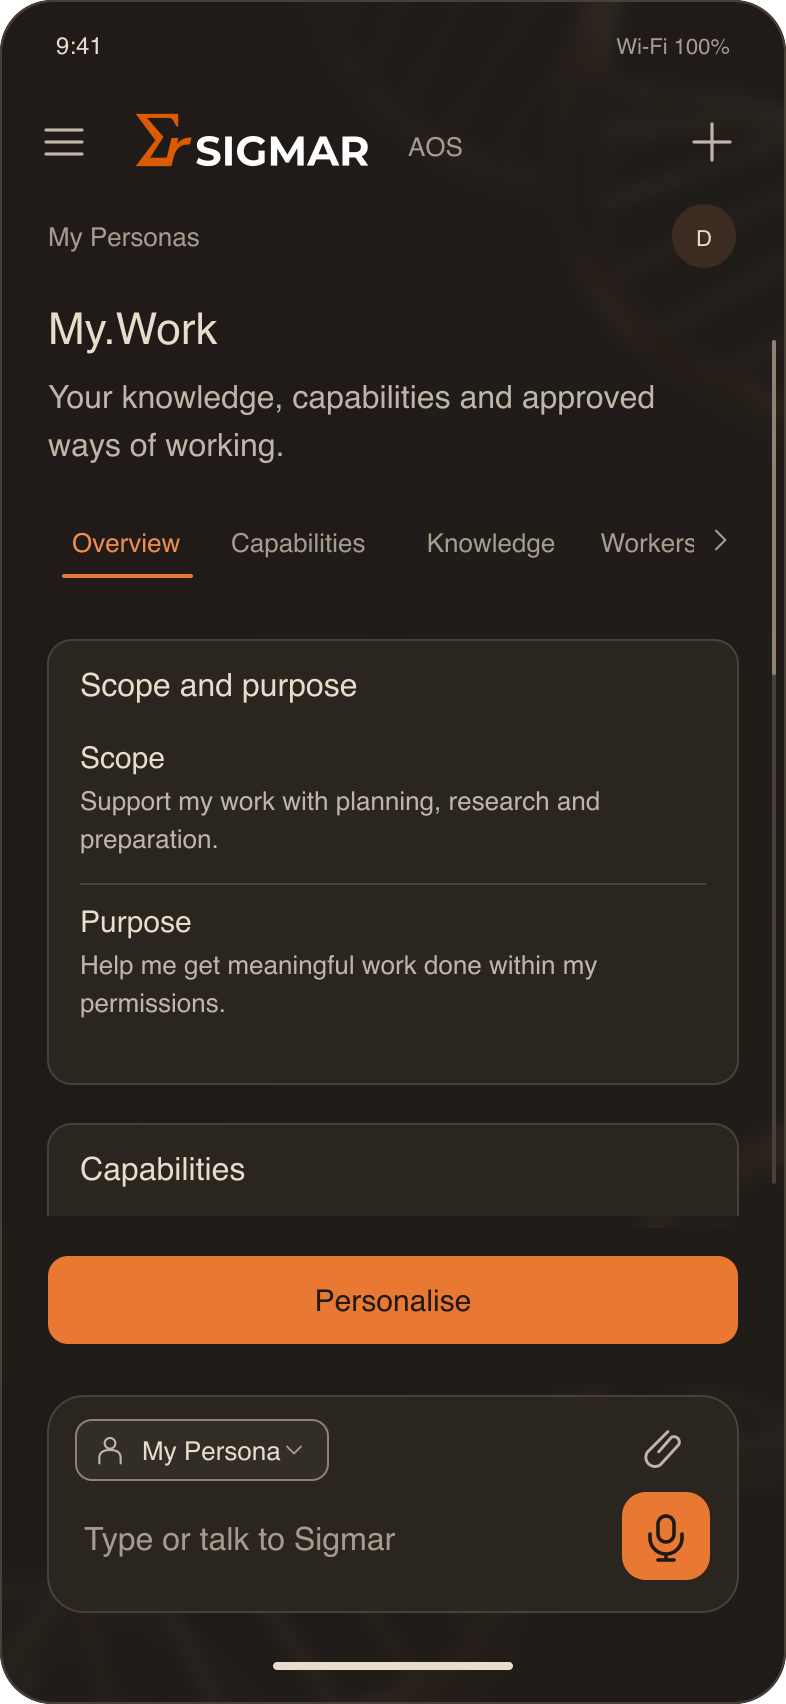 9:41
Wi-Fi 100%
Σr SIGMAR AOS
My Personas
D
My.Work
Your knowledge, capabilities and approved
ways of working.
Overview Capabilities Knowledge Workers
Scope and purpose
Scope
Support my work with planning, research and
preparation.
Purpose
Help me get meaningful work done within my
permissions.
Capabilities
Personalise
My Persona
Type or talk to Sigmar